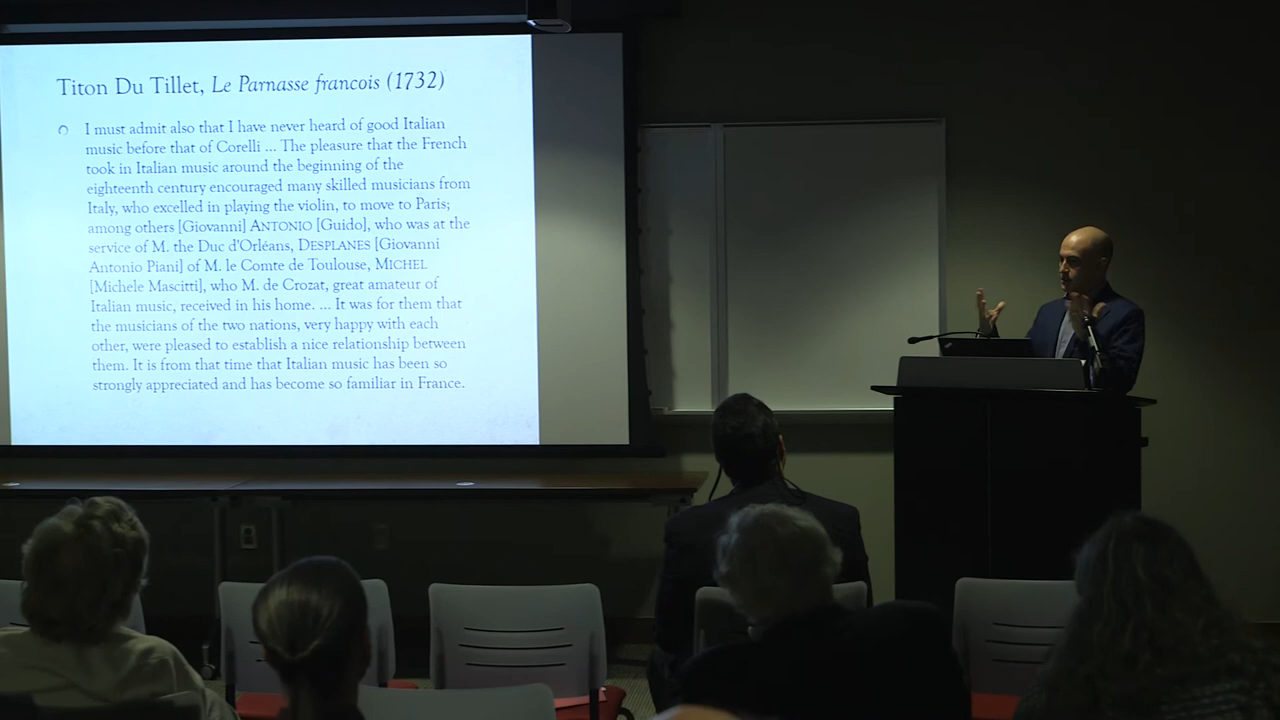 Titon Du Tillet, Le Parnasse francois (1732)
I must admit also that I have never heard of good Italian
music before that of Corelli ... The pleasure that the French
took in Italian music around the beginning of the
eighteenth century encouraged many skilled musicians from
Italy, who excelled in playing the violin, to move to Paris;
among others [Giovanni] ANTONIO [Guido], who was at the
service of M. the Duc d'Orléans, DESPLANES [Giovanni
Antonio Piani] of M. le Comte de Toulouse, MICHEL
[Michele Mascitti], who M. de Crozat, great amateur of
Italian music, received in his home. ... It was for them that
the musicians of the two nations, very happy with each
other, were pleased to establish a nice relationship between
them. It is from that time that Italian music has been so
strongly appreciated and has become so familiar in France.